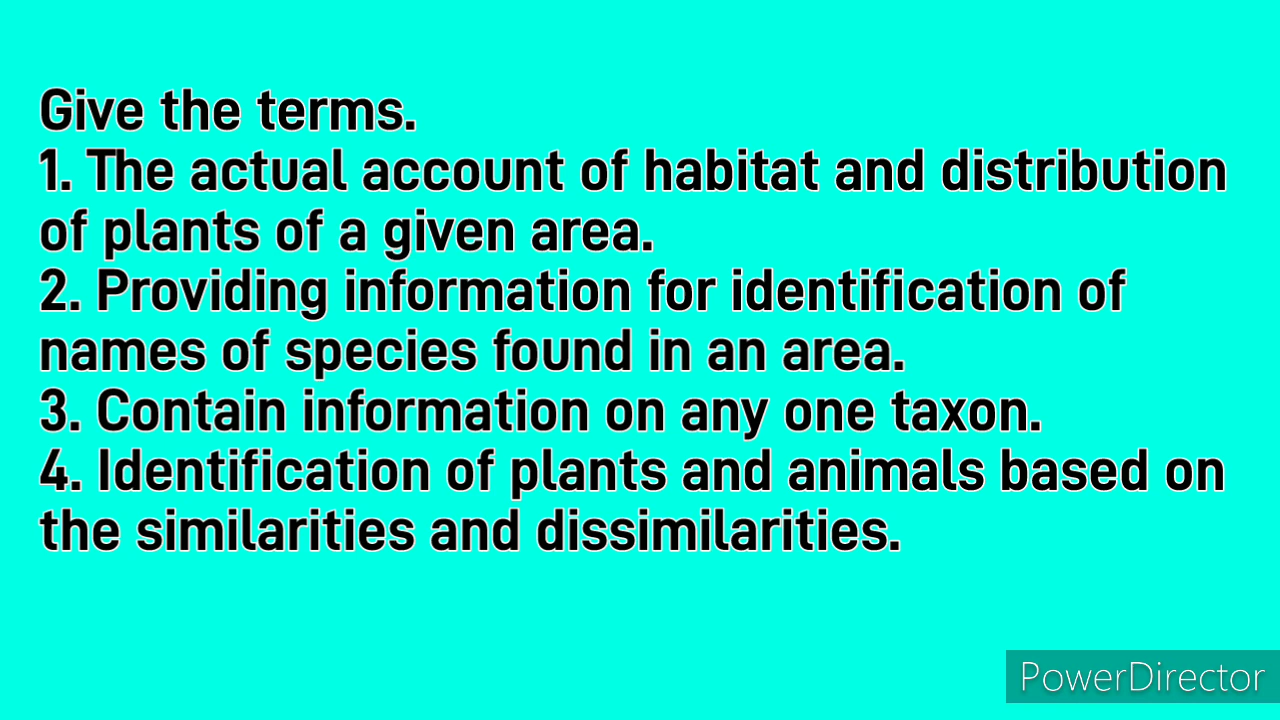 Give the terms.
1. The actual account of habitat and distribution
of plants of a given area.
2. Providing information for identification of
names of species found in an area.
3. Contain information on any one taxon.
4. Identification of plants and animals based on
the similarities and dissimilarities.
PowerDirector